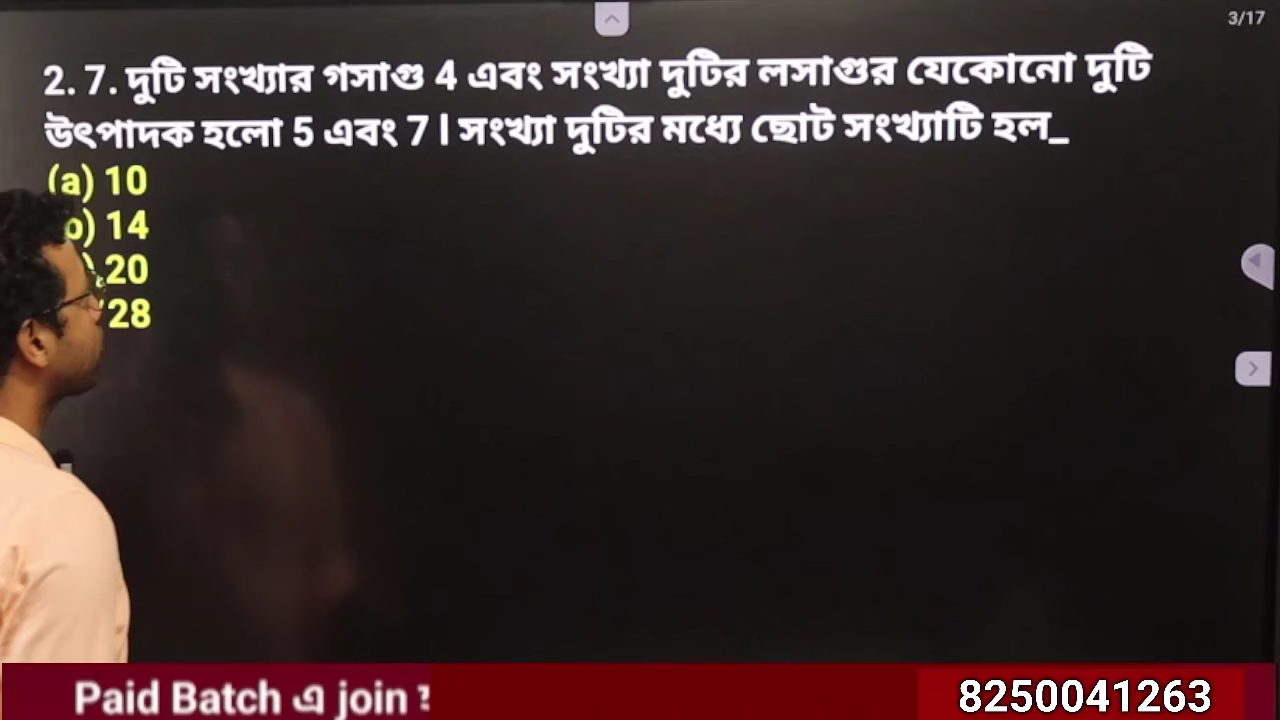 3/17
2. 7. দুটি সংখ্যার গসাগু 4 এবং সংখ্যা দুটির লসাগুর যেকোনো দুটি
উৎপাদক হলো 5 এবং 7 । সংখ্যা দুটির মধ্যে ছোট সংখ্যাটি হল_
(a) 10
b) 14
) 20
28
Paid Batch এ join
8250041263